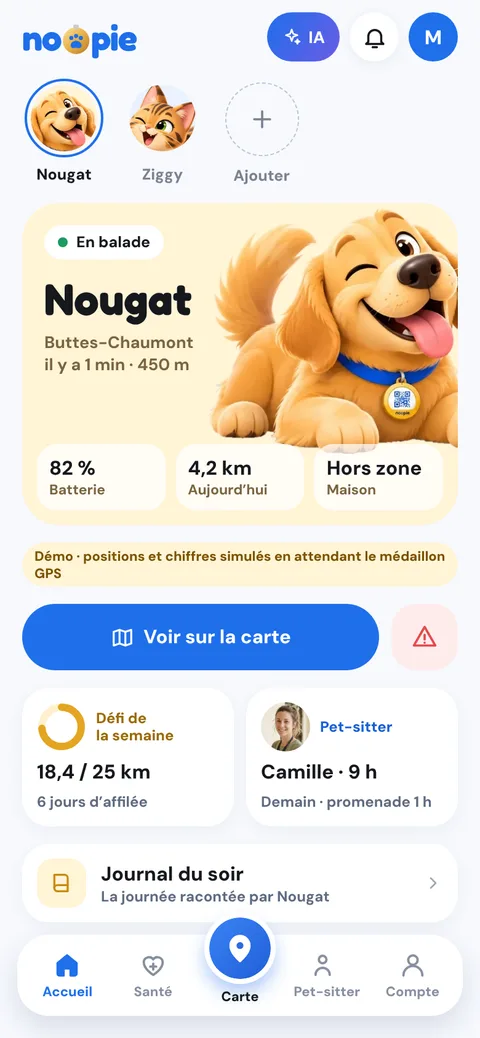 noopie
IA
M
Nougat
Ziggy
Ajouter
En balade
Nougat
Buttes-Chaumont
il y a 1 min · 450 m
noopie
82 %
Batterie
4,2 km
Aujourd’hui
Hors zone
Maison
Démo · positions et chiffres simulés en attendant le médaillon
GPS
Voir sur la carte
Défi de
la semaine
18,4 / 25 km
6 jours d’affilée
Pet-sitter
Camille · 9 h
Demain · promenade 1 h
Journal du soir
La journée racontée par Nougat
Accueil
Santé
Carte
Pet-sitter
Compte